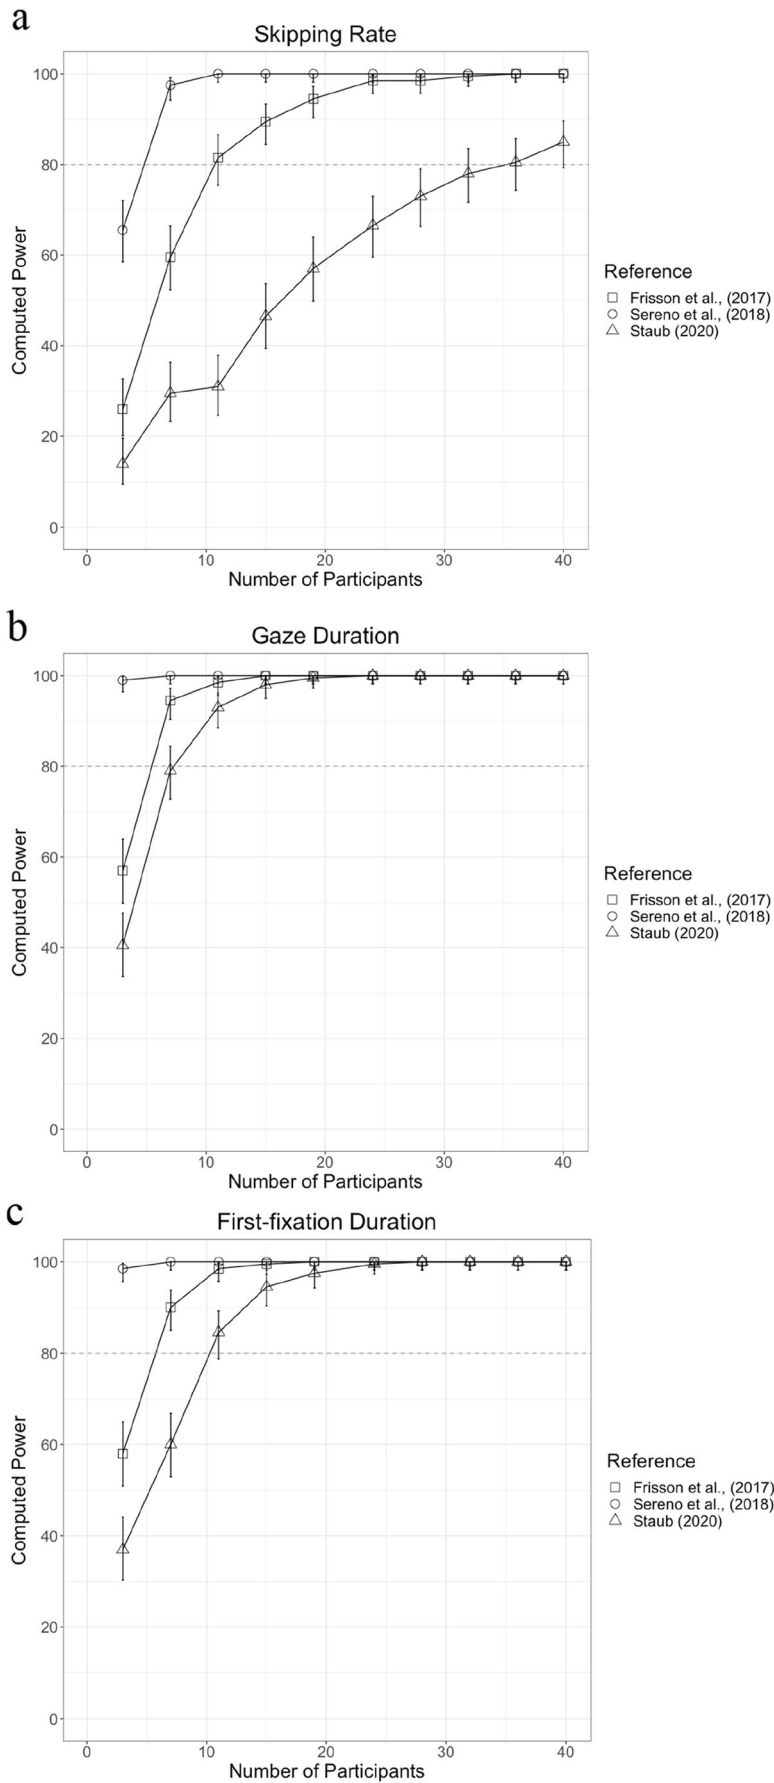 a
Skipping Rate
100
80
60
40
20
0
Computed Power
0 10 20 30 40
Number of Participants
Reference
Frisson et al., (2017)
Sereno et al., (2018)
Staub (2020)
b
Gaze Duration
100
80
60
40
20
0
Computed Power
0 10 20 30 40
Number of Participants
Reference
Frisson et al., (2017)
Sereno et al., (2018)
Staub (2020)
c
First-fixation Duration
100
80
60
40
20
0
Computed Power
0 10 20 30 40
Number of Participants
Reference
Frisson et al., (2017)
Sereno et al., (2018)
Staub (2020)